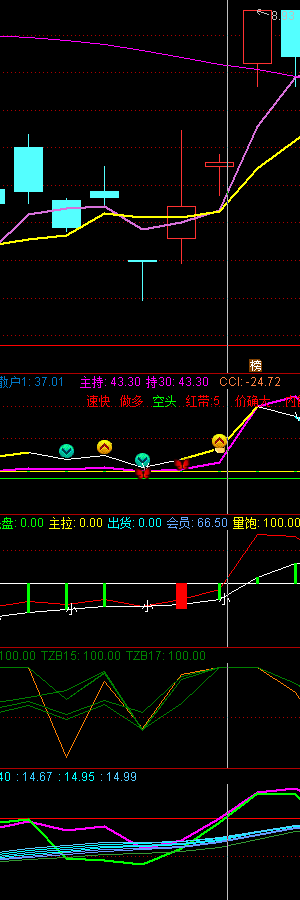 8.
榜
散户1: 37.01 主持: 43.30 持30: 43.30 CCI:-24.72
速快 做多 空头 红带:5 价碗大
盘: 0.00 主拉: 0.00 出货: 0.00 会员: 66.50 量饱: 100.00
小 小 小
100.00 TZB15: 100.00 TZB17: 100.00
40 : 14.67 : 14.95 : 14.99